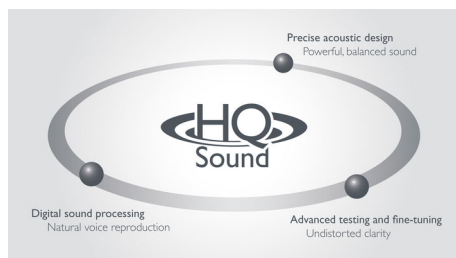 Precise acoustic design
Powerful, balanced sound
HQ
Sound
Digital sound processing
Natural voice reproduction
Advanced testing and fine-tuning
Undistorted clarity